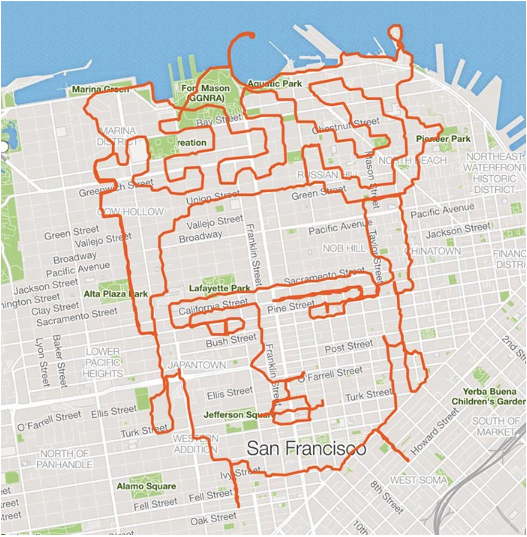 Marina Green
Fort Mason
(GGNRA)
Aquatic Park
Bay Street
Chestnut Street
Pioneer Park
MARINA
DISTRICT
creation
Mason Street
NORTH BEACH
NORTHEAST
WATERFRONT
HISTORIC
DISTRICT
RUSSIAN HILL
Greenwich Street
Union Street
Green Street
COW HOLLOW
Pacific Avenue
Vallejo Street
Green Street
Vallejo Street
Broadway
Franklin Street
Pacific Avenue
Jackson Street
Taylor Street
NOB HILL
CHINATOWN
Broadway
Pacific Avenue
FINANC
DISTRI
Sacramento Street
Jackson Street
Lafayette Park
Alta Plaza Park
nington Street
Clay Street
Sacramento Street
California Street
Pine Street
Bush Street
Post Street
2nd Street
Baker Street
Lyon Street
LOWER
PACIFIC
HEIGHTS
JAPANTOWN
Franklin Street
O'Farrell Street
Ellis Street
Turk Street
Yerba Buena
Children's Garden
O'Farrell Street
Ellis Street
Jefferson Square
Turk Street
SOUTH OF
MARKET
Howard Street
WESTERN
ADDITION
San Francisco
NORTH OF
PANHANDLE
Ivy Street
WEST SOMA
Alamo Square
Fell Street
Fell Street
8th Street
Oak Street
10th